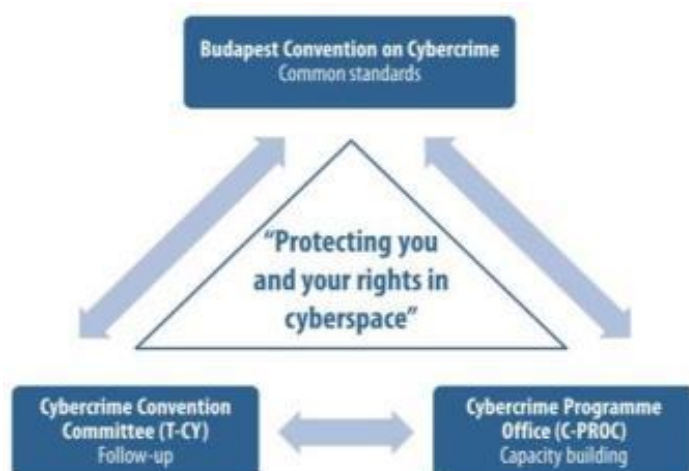 Budapest Convention on Cybercrime
Common standards
“Protecting you
and your rights in
cyberspace”
Cybercrime Convention
Committee (T-CY)
Follow-up
Cybercrime Programme
Office (C-PROC)
Capacity building